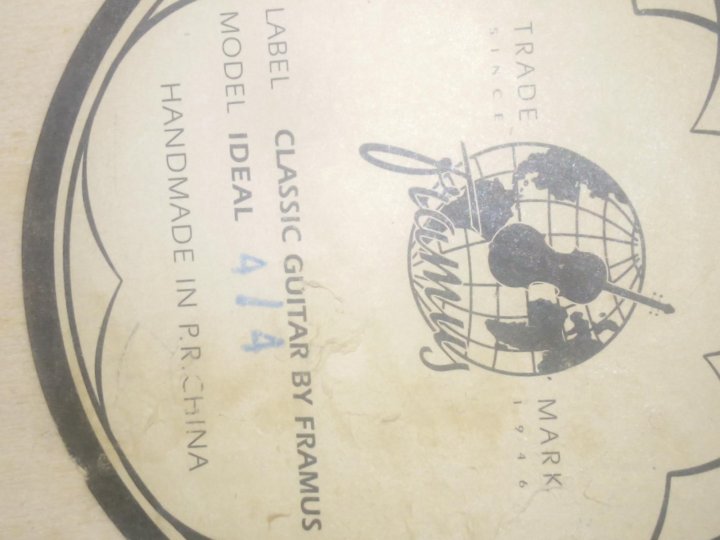 TRADE MARK
SINCE 1946
framus
LABEL CLASSIC GUITAR BY FRAMUS
MODEL IDEAL 4/4
HANDMADE IN P.R.CHINA